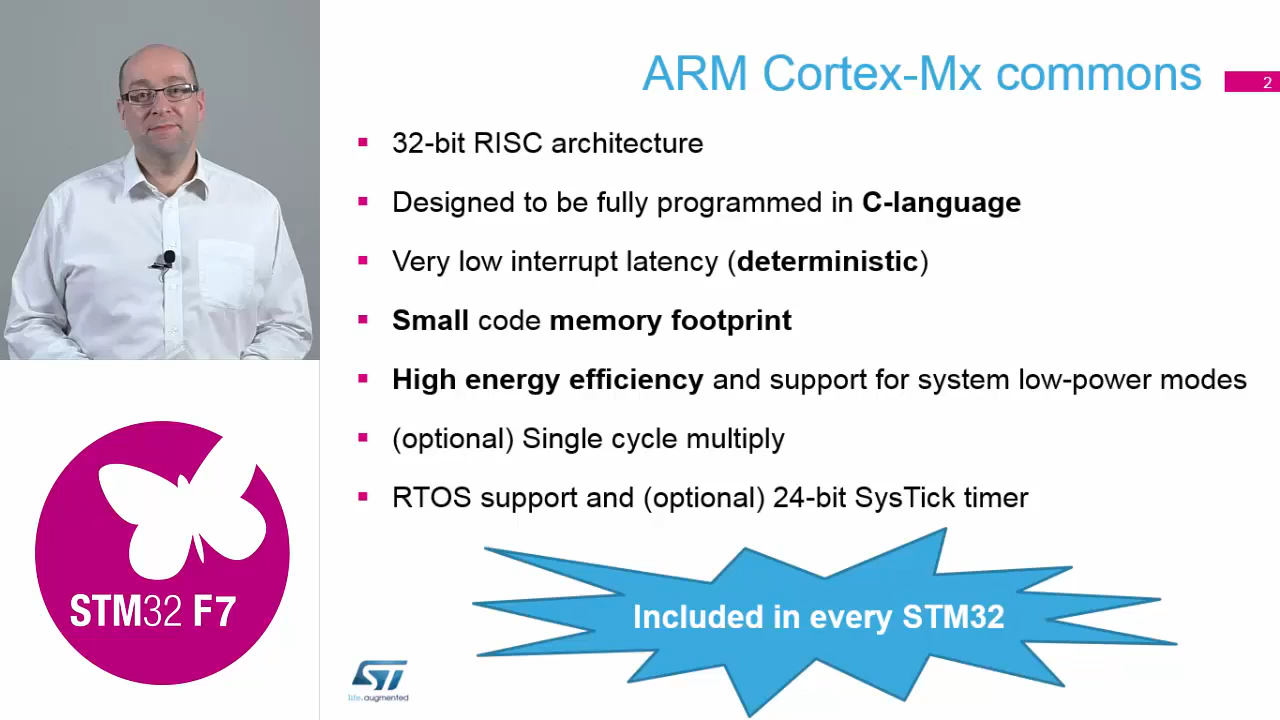 ARM Cortex-Mx commons
2
32-bit RISC architecture
Designed to be fully programmed in C-language
Very low interrupt latency (deterministic)
Small code memory footprint
High energy efficiency and support for system low-power modes
(optional) Single cycle multiply
RTOS support and (optional) 24-bit SysTick timer
Included in every STM32
STM32 F7
ST
life.augmented